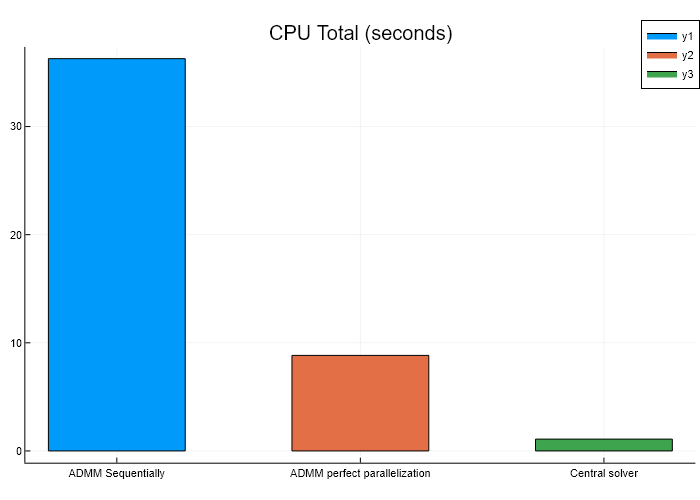 CPU Total (seconds)
y1
y2
y3
30
20
10
0
ADMM Sequentially
ADMM perfect parallelization
Central solver